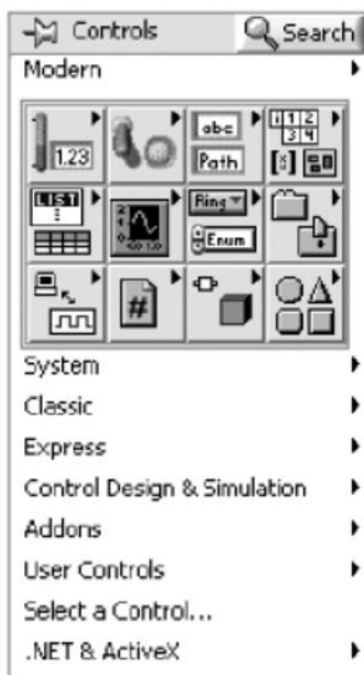 Controls Search
Modern
1.23 abc Path 1 2 3 4
LIST Ring Enum
#
System
Classic
Express
Control Design & Simulation
Addons
User Controls
Select a Control...
.NET & ActiveX